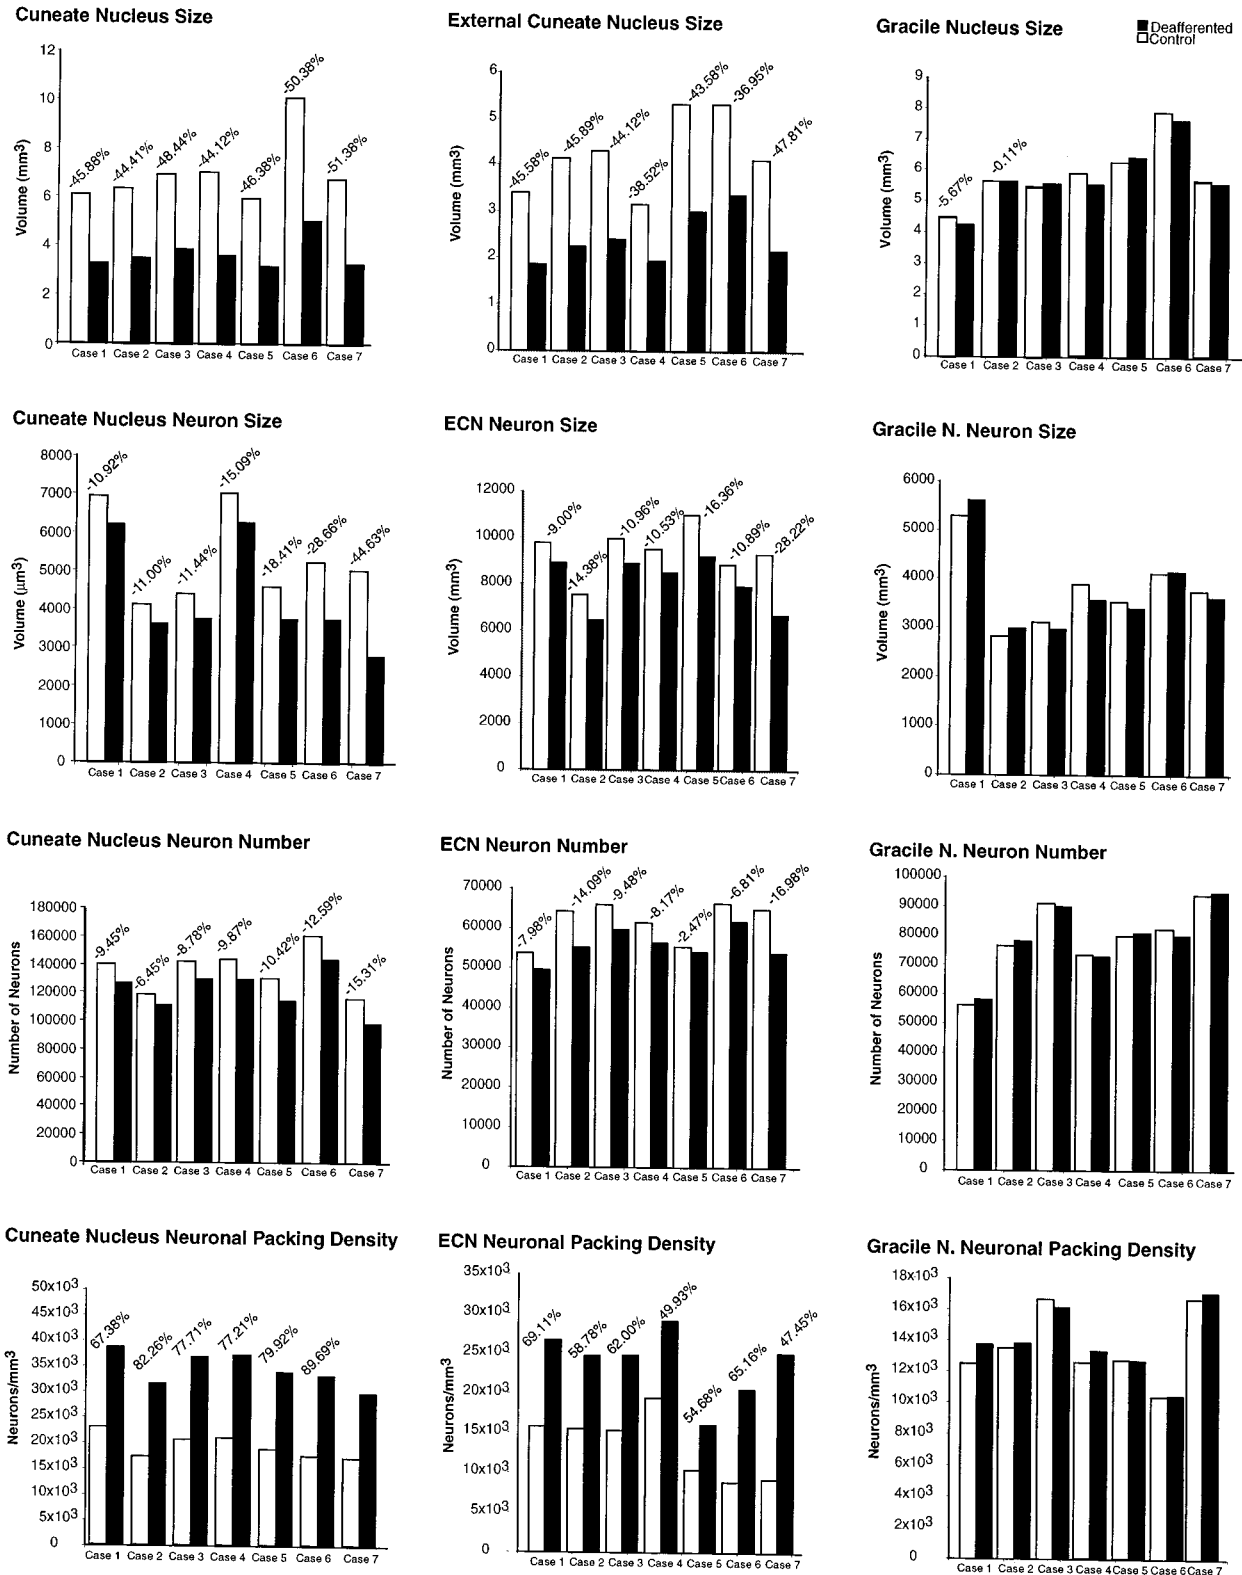 Cuneate Nucleus Size
Volume (mm3)
12
10
8
6
4
2
0
-45.88%
-44.41%
-48.44%
-44.12%
-46.38%
-50.38%
-51.38%
Case 1 Case 2 Case 3 Case 4 Case 5 Case 6 Case 7
External Cuneate Nucleus Size
Volume (mm3)
6
5
4
3
2
1
0
-45.58%
-45.89%
-44.12%
-38.52%
-43.58%
-36.95%
-47.81%
Case 1 Case 2 Case 3 Case 4 Case 5 Case 6 Case 7
Gracile Nucleus Size
Deafferented
Control
Volume (mm3)
9
8
7
6
5
4
3
2
1
0
-5.67%
-0.11%
Case 1 Case 2 Case 3 Case 4 Case 5 Case 6 Case 7
Cuneate Nucleus Neuron Size
Volume (µm3)
8000
7000
6000
5000
4000
3000
2000
1000
0
-10.92%
-11.00%
-11.44%
-15.09%
-18.41%
-28.66%
-44.63%
Case 1 Case 2 Case 3 Case 4 Case 5 Case 6 Case 7
ECN Neuron Size
Volume (mm3)
12000
10000
8000
6000
4000
2000
0
-9.00%
-14.38%
-10.96%
-10.53%
-16.36%
-10.89%
-28.22%
Case 1 Case 2 Case 3 Case 4 Case 5 Case 6 Case 7
Gracile N. Neuron Size
Volume (mm3)
6000
5000
4000
3000
2000
1000
0
Case 1 Case 2 Case 3 Case 4 Case 5 Case 6 Case 7
Cuneate Nucleus Neuron Number
Number of Neurons
180000
160000
140000
120000
100000
80000
60000
40000
20000
0
-9.45%
-6.45%
-8.78%
-9.87%
-10.42%
-12.59%
-15.31%
Case 1 Case 2 Case 3 Case 4 Case 5 Case 6 Case 7
ECN Neuron Number
Number of Neurons
70000
60000
50000
40000
30000
20000
10000
0
-7.98%
-14.09%
-9.48%
-8.17%
-2.47%
-6.81%
-16.98%
Case 1 Case 2 Case 3 Case 4 Case 5 Case 6 Case 7
Gracile N. Neuron Number
Number of Neurons
100000
90000
80000
70000
60000
50000
40000
30000
20000
10000
0
Case 1 Case 2 Case 3 Case 4 Case 5 Case 6 Case 7
Cuneate Nucleus Neuronal Packing Density
Neurons/mm3
50x103
45x103
40x103
35x103
30x103
25x103
20x103
15x103
10x103
5x103
0
67.38%
82.26%
77.71%
77.21%
79.92%
89.69%
Case 1 Case 2 Case 3 Case 4 Case 5 Case 6 Case 7
ECN Neuronal Packing Density
Neurons/mm3
35x103
30x103
25x103
20x103
15x103
10x103
5x103
0
69.11%
58.78%
62.00%
49.93%
54.68%
65.16%
47.45%
Case 1 Case 2 Case 3 Case 4 Case 5 Case 6 Case 7
Gracile N. Neuronal Packing Density
Neurons/mm3
18x103
16x103
14x103
12x103
10x103
8x103
6x103
4x103
2x103
0
Case 1 Case 2 Case 3 Case 4 Case 5 Case 6 Case 7